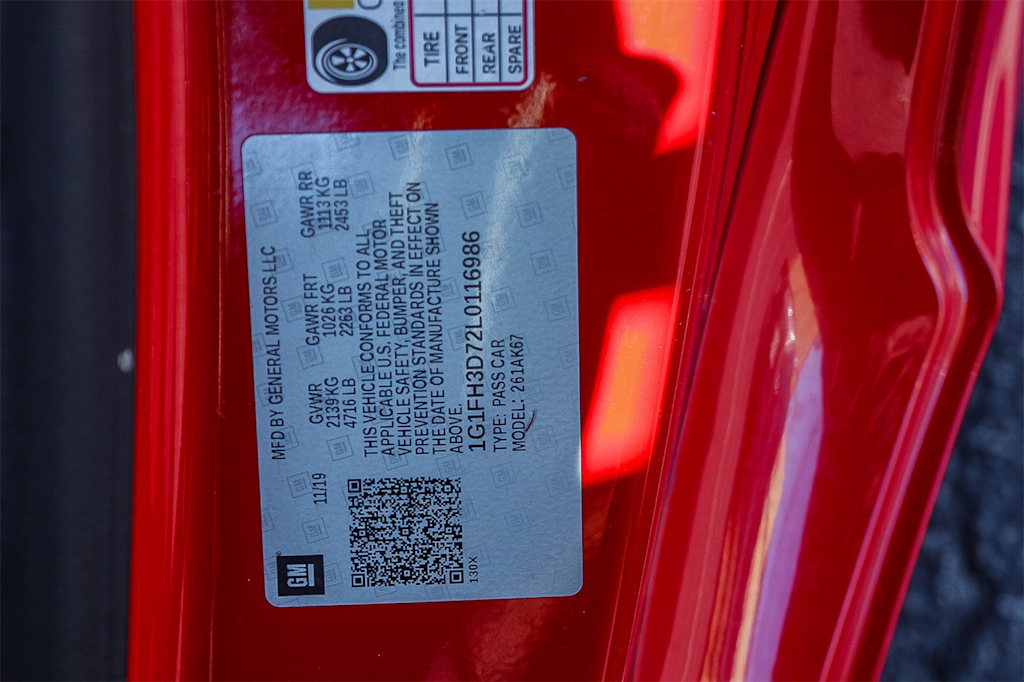 MFD BY GENERAL MOTORS LLC
11/19
GVWR GAWR FRT GAWR RR
2139KG 1026 KG 1113 KG
4716 LB 2263 LB 2453 LB
THIS VEHICLE CONFORMS TO ALL
APPLICABLE U.S. FEDERAL MOTOR
VEHICLE SAFETY, BUMPER, AND THEFT
PREVENTION STANDARDS IN EFFECT ON
THE DATE OF MANUFACTURE SHOWN
ABOVE.
1G1FH3D72L0116986
TYPE: PASS CAR
MODEL: 261AK67
GM
130X
The combined
TIRE
FRONT
REAR
SPARE